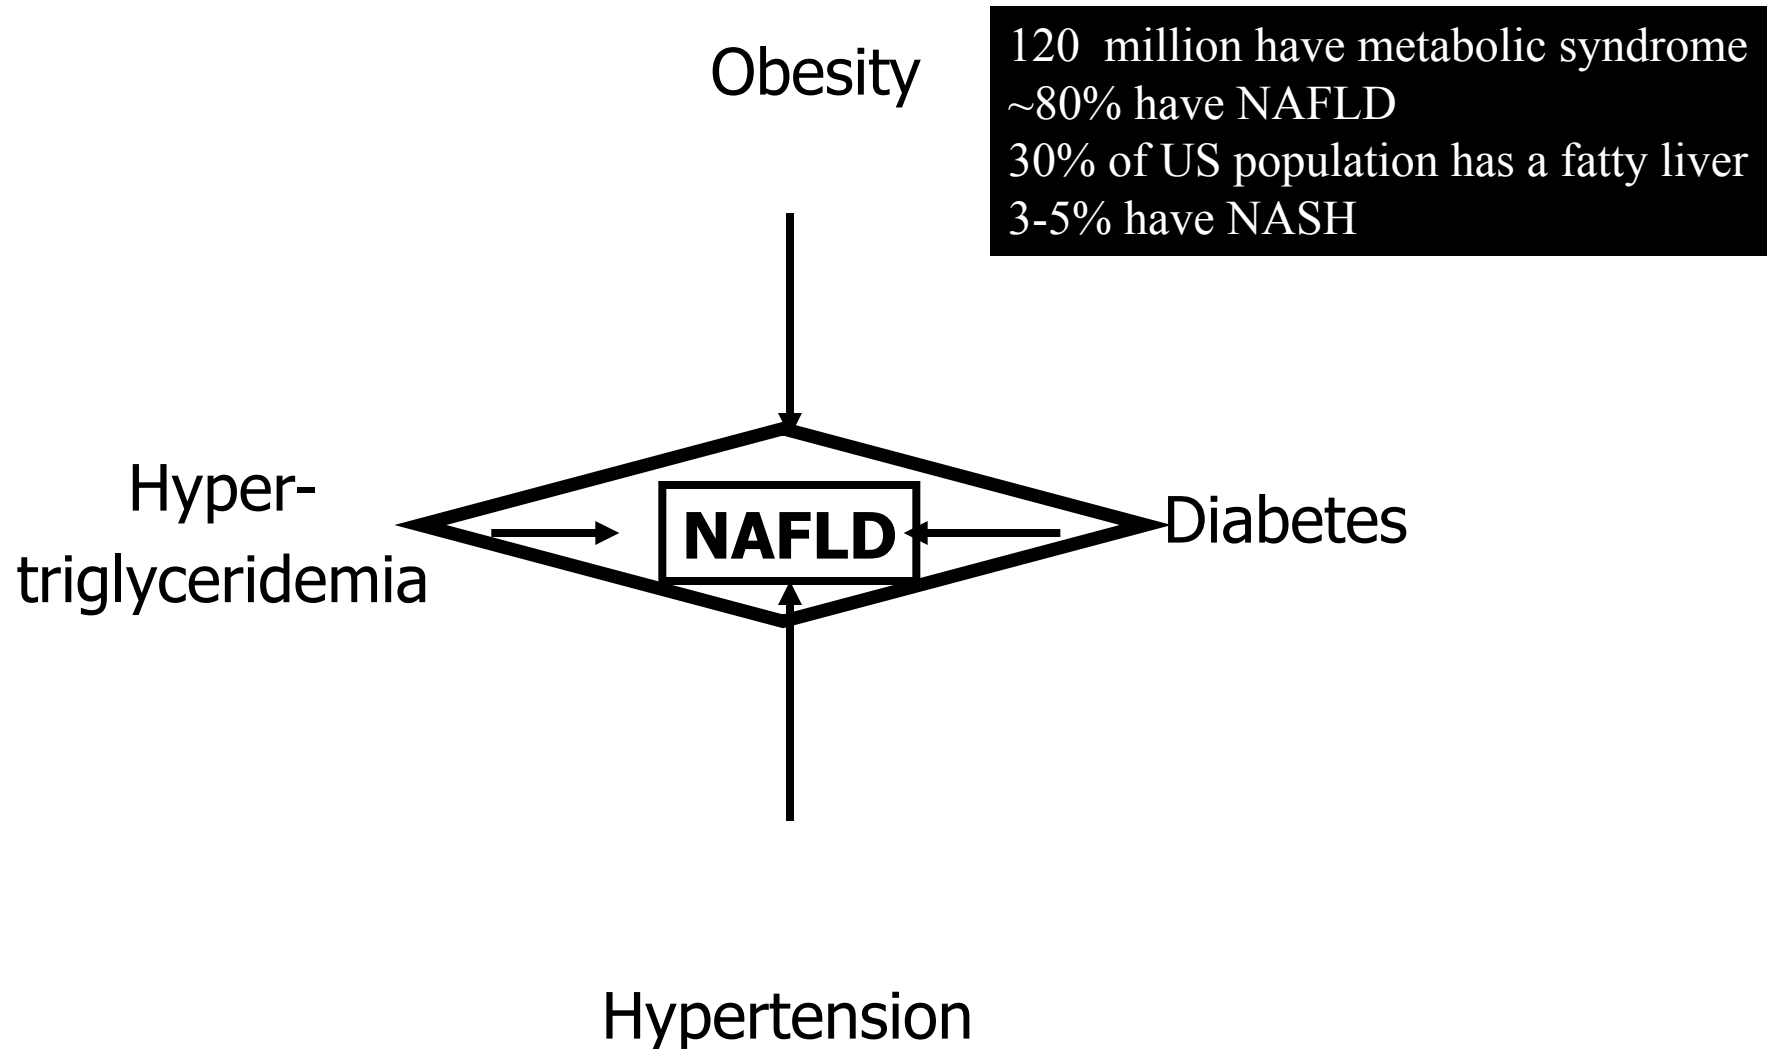 Obesity
120 million have metabolic syndrome
~80% have NAFLD
30% of US population has a fatty liver
3-5% have NASH
Hyper-
triglyceridemia
NAFLD
Diabetes
Hypertension